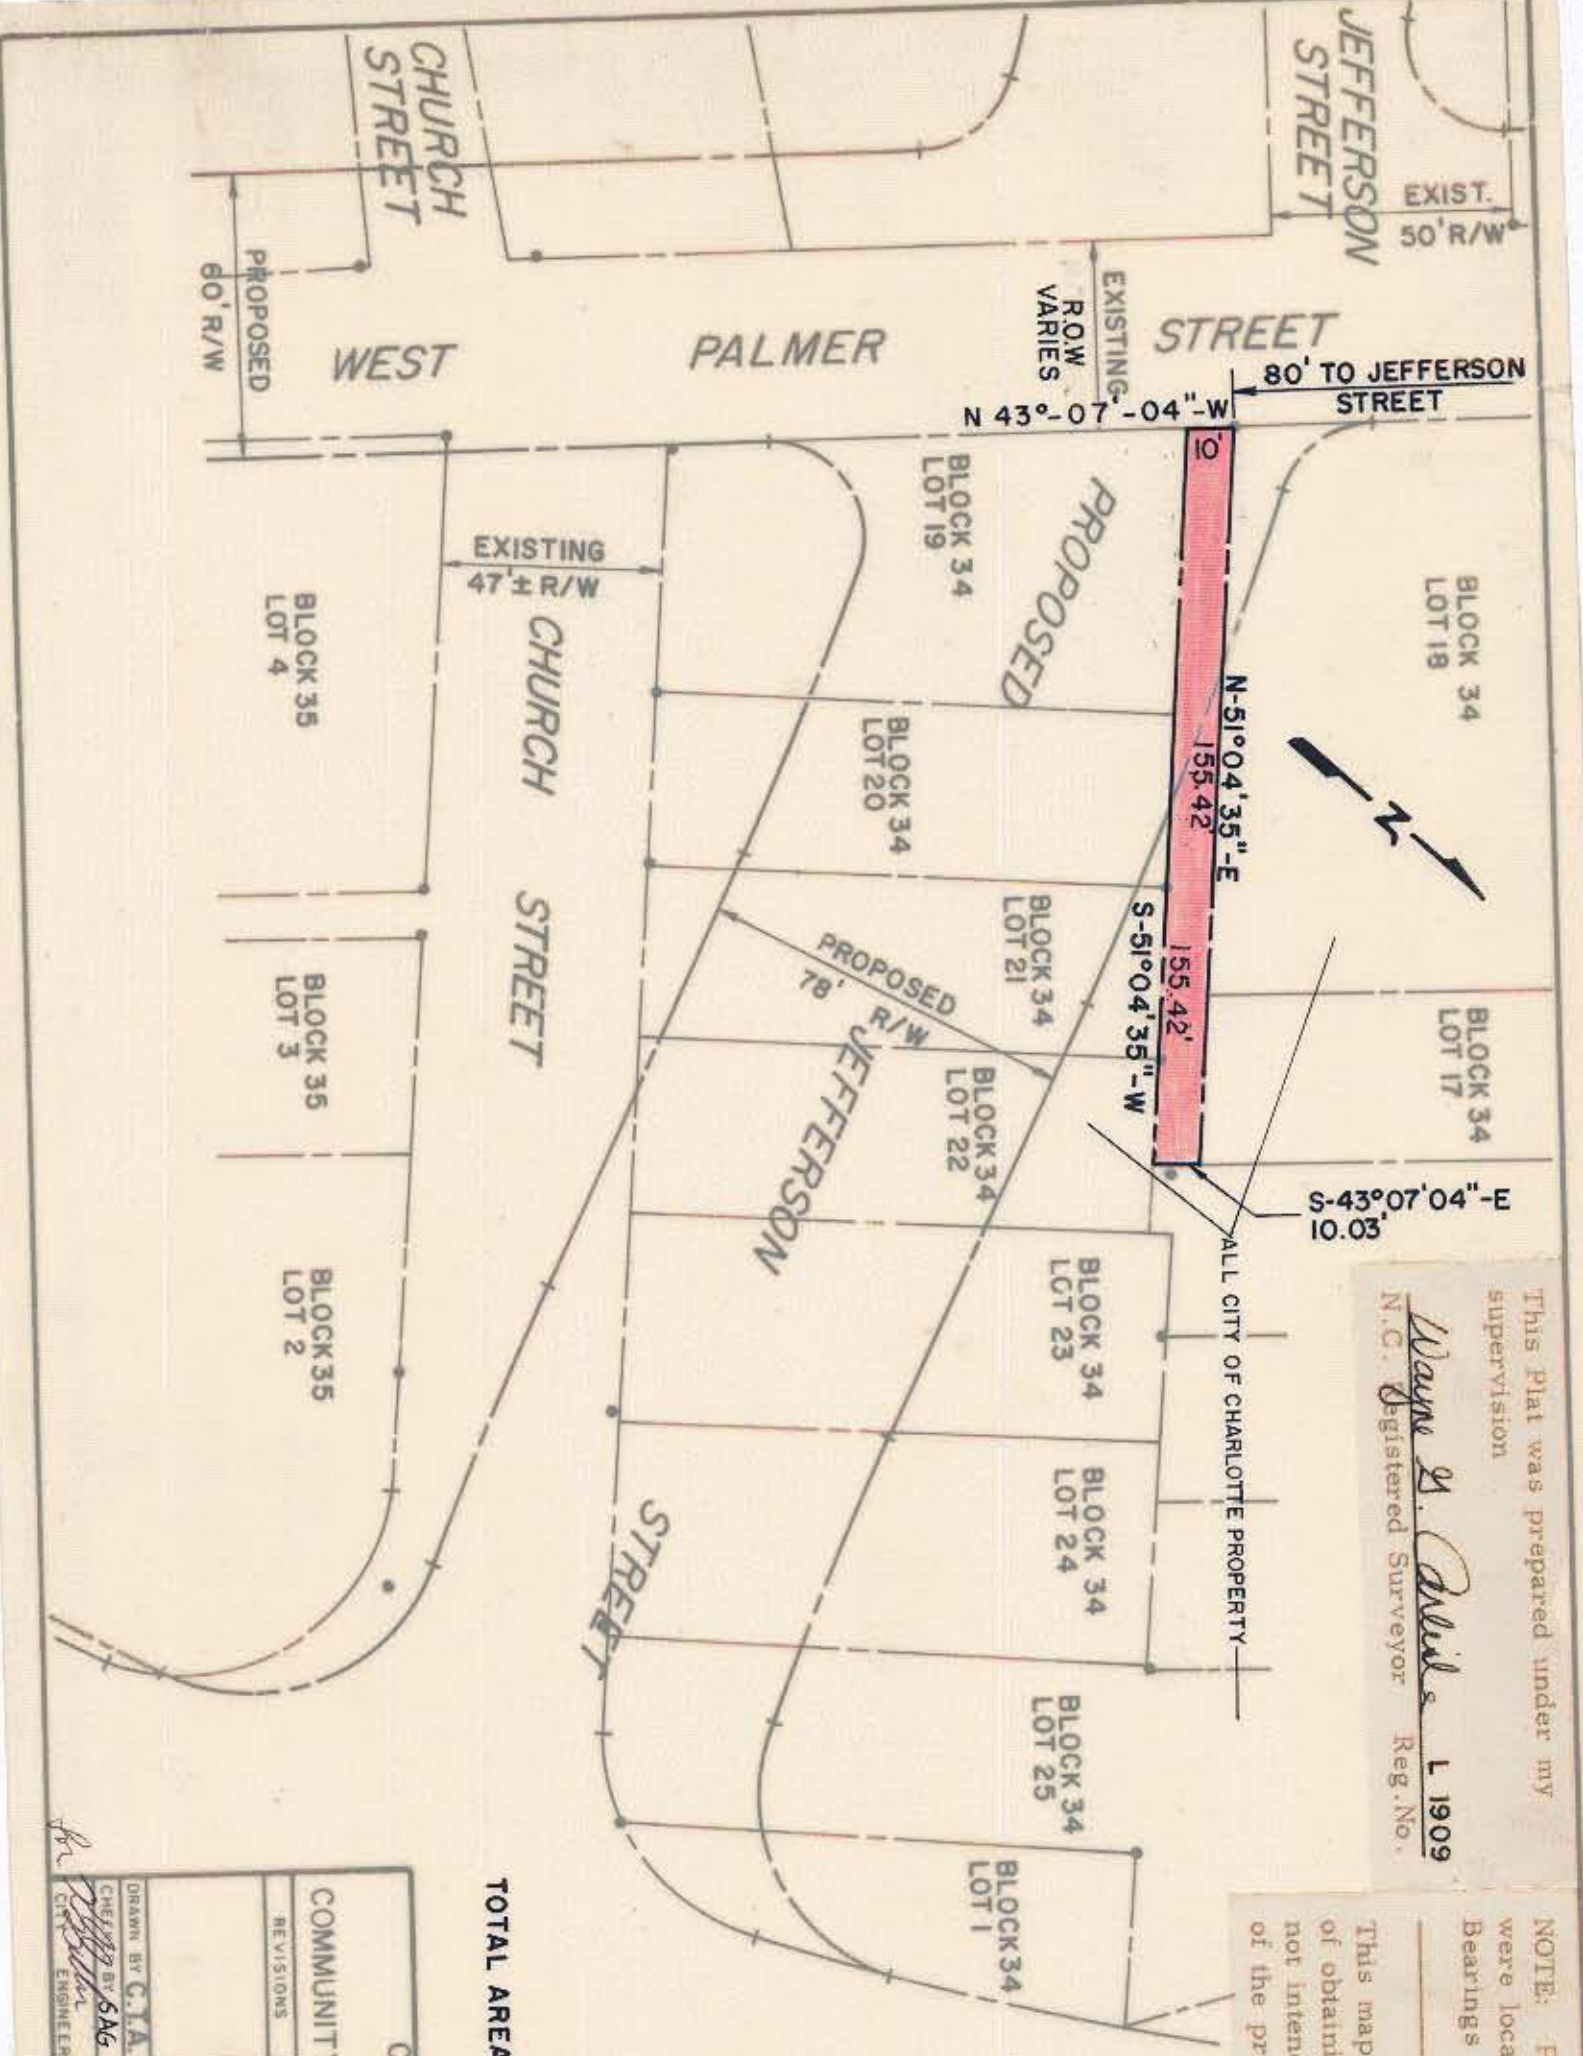 JEFFERSON
STREET
EXIST.
50' R/W
CHURCH
STREET
PROPOSED
60' R/W
WEST
PALMER
STREET
EXISTING
R.O.W
VARIES
80' TO JEFFERSON
STREET
N 43°-07'-04"-W
10'
BLOCK 34
LOT 19
PROPOSED
BLOCK 34
LOT 18
EXISTING
47'± R/W
BLOCK 35
LOT 4
CHURCH
STREET
BLOCK 34
LOT 20
N-51°04'35"-E
155.42'
N
155.42'
S-51°04'35"-W
BLOCK 34
LOT 21
PROPOSED
78' R/W
JEFFERSON
STREET
BLOCK 34
LOT 17
BLOCK 35
LOT 3
BLOCK 34
LOT 22
S-43°07'04"-E
10.03'
ALL CITY OF CHARLOTTE PROPERTY
BLOCK 34
LOT 23
BLOCK 35
LOT 2
BLOCK 34
LOT 24
BLOCK 34
LOT 25
BLOCK 34
LOT 1
This Plat was prepared under my
supervision
Wayne G. Carlisle L 1909
N.C. Registered Surveyor Reg.No.
NOTE:
were loca
Bearings
This map
of obtaini
not inten
of the pr
TOTAL AREA
COMMUNIT
REVISIONS
DRAWN BY C.T.A.
CHECKED BY SAG
for
CITY ENGINEER